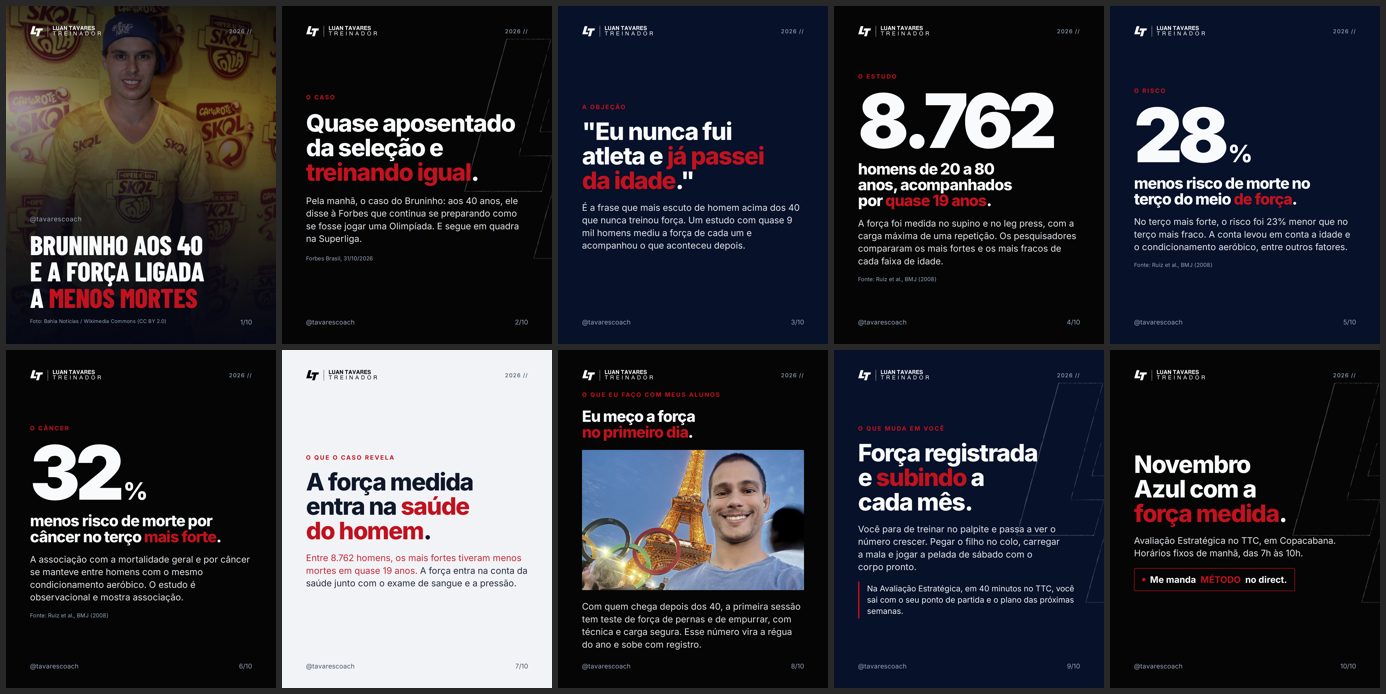 LT | LUAN TAVARES
TREINADOR
2026 //
@tavarescoach
BRUNINHO AOS 40
E A FORÇA LIGADA
A MENOS MORTES
Foto: Bahia Notícias / Wikimedia Commons (CC BY 2.0)
1/10
LT | LUAN TAVARES
TREINADOR
2026 //
O CASO
Quase aposentado
da seleção e
treinando igual.
Pela manhã, o caso do Bruninho: aos 40 anos, ele
disse à Forbes que continua se preparando como
se fosse jogar uma Olimpíada. E segue em quadra
na Superliga.
Forbes Brasil, 31/10/2026
@tavarescoach
2/10
LT | LUAN TAVARES
TREINADOR
2026 //
A OBJEÇÃO
"Eu nunca fui
atleta e já passei
da idade."
É a frase que mais escuto de homem acima dos 40
que nunca treinou força. Um estudo com quase 9
mil homens mediu a força de cada um e
acompanhou o que aconteceu depois.
@tavarescoach
3/10
LT | LUAN TAVARES
TREINADOR
2026 //
O ESTUDO
8.762
homens de 20 a 80
anos, acompanhados
por quase 19 anos.
A força foi medida no supino e no leg press, com a
carga máxima de uma repetição. Os pesquisadores
compararam os mais fortes e os mais fracos de
cada faixa de idade.
Fonte: Ruiz et al., BMJ (2008)
@tavarescoach
4/10
LT | LUAN TAVARES
TREINADOR
2026 //
O RISCO
28%
menos risco de morte no
terço do meio de força.
No terço mais forte, o risco foi 23% menor que no
terço mais fraco. A conta levou em conta a idade e
o condicionamento aeróbico, entre outros fatores.
Fonte: Ruiz et al., BMJ (2008)
@tavarescoach
5/10
LT | LUAN TAVARES
TREINADOR
2026 //
O CÂNCER
32%
menos risco de morte por
câncer no terço mais forte.
A associação com a mortalidade geral e por câncer
se manteve entre homens com o mesmo
condicionamento aeróbico. O estudo é
observacional e mostra associação.
Fonte: Ruiz et al., BMJ (2008)
@tavarescoach
6/10
LT | LUAN TAVARES
TREINADOR
2026 //
O QUE O CASO REVELA
A força medida
entra na saúde
do homem.
Entre 8.762 homens, os mais fortes tiveram menos
mortes em quase 19 anos. A força entra na conta da
saúde junto com o exame de sangue e a pressão.
@tavarescoach
7/10
LT | LUAN TAVARES
TREINADOR
2026 //
O QUE EU FAÇO COM MEUS ALUNOS
Eu meço a força
no primeiro dia.
Com quem chega depois dos 40, a primeira sessão
tem teste de força de pernas e de empurrar, com
técnica e carga segura. Esse número vira a régua
do ano e sobe com registro.
@tavarescoach
8/10
LT | LUAN TAVARES
TREINADOR
2026 //
O QUE MUDA EM VOCÊ
Força registrada
e subindo a
cada mês.
Você para de treinar no palpite e passa a ver o
número crescer. Pegar o filho no colo, carregar
a mala e jogar a pelada de sábado com o
corpo pronto.
Na Avaliação Estratégica, em 40 minutos no TTC, você
sai com o seu ponto de partida e o plano das próximas
semanas.
@tavarescoach
9/10
LT | LUAN TAVARES
TREINADOR
2026 //
Novembro
Azul com a
força medida.
Avaliação Estratégica no TTC, em Copacabana.
Horários fixos de manhã, das 7h às 10h.
• Me manda MÉTODO no direct.
@tavarescoach
10/10